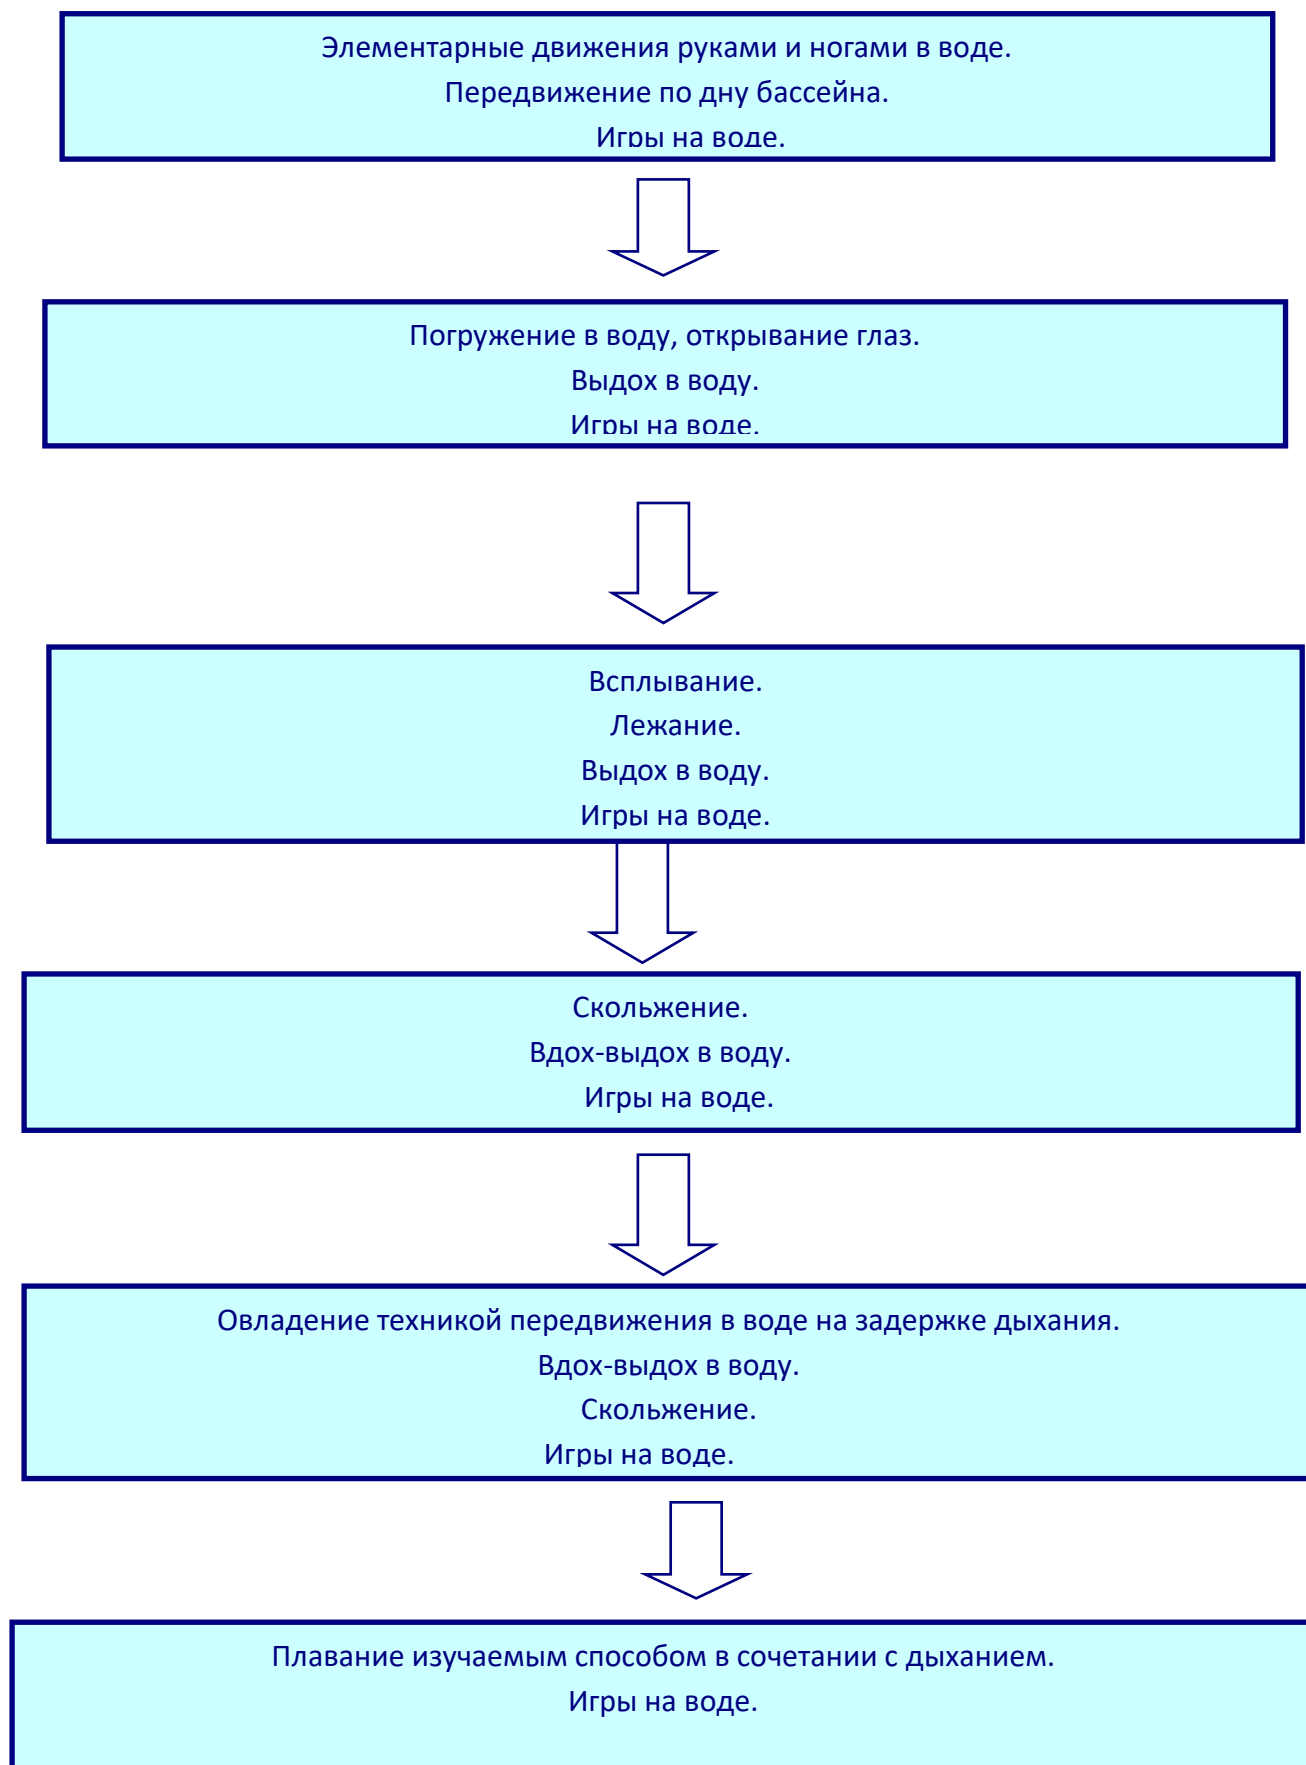 Элементарные движения руками и ногами в воде.
Передвижение по дну бассейна.
Игры на воде.
Погружение в воду, открывание глаз.
Выдох в воду.
Игры на воде.
Всплывание.
Лежание.
Выдох в воду.
Игры на воде.
Скольжение.
Вдох-выдох в воду.
Игры на воде.
Овладение техникой передвижения в воде на задержке дыхания.
Вдох-выдох в воду.
Скольжение.
Игры на воде.
Плавание изучаемым способом в сочетании с дыханием.
Игры на воде.